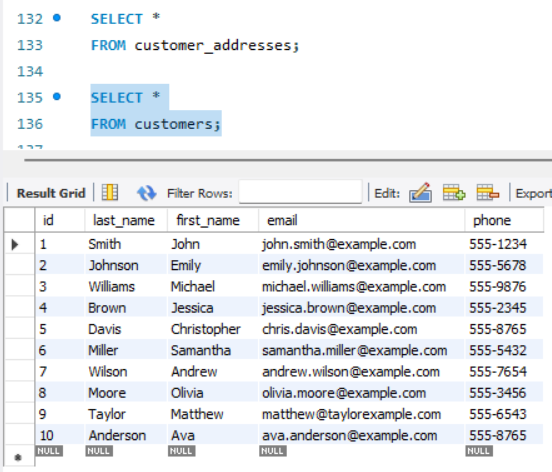 132 SELECT *
133 FROM customer_addresses;
134
135 SELECT *
136 FROM customers;
Result Grid Filter Rows: Edit: Export
id last_name first_name email phone
1 Smith John john.smith@example.com 555-1234
2 Johnson Emily emily.johnson@example.com 555-5678
3 Williams Michael michael.williams@example.com 555-9876
4 Brown Jessica jessica.brown@example.com 555-2345
5 Davis Christopher chris.davis@example.com 555-8765
6 Miller Samantha samantha.miller@example.com 555-5432
7 Wilson Andrew andrew.wilson@example.com 555-7654
8 Moore Olivia olivia.moore@example.com 555-3456
9 Taylor Matthew matthew@taylorexample.com 555-6543
10 Anderson Ava ava.anderson@example.com 555-8765
NULL NULL NULL NULL NULL